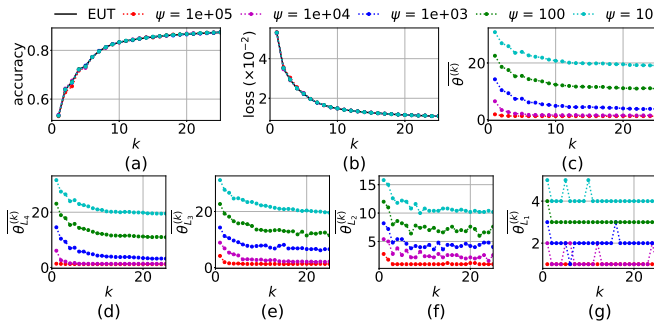 EUT ψ = 1e+05 ψ = 1e+04 ψ = 1e+03 ψ = 100 ψ = 10
accuracy
0.8
0.6
0 10 20
k
(a)
loss (×10⁻²)
4
2
0 10 20
k
(b)
θ̅⁽ᵏ⁾
20
0
0 10 20
k
(c)
θ̅_L₄⁽ᵏ⁾
20
0
0 10 20
k
(d)
θ̅_L₃⁽ᵏ⁾
20
0
0 10 20
k
(e)
θ̅_L₂⁽ᵏ⁾
15
10
5
0 10 20
k
(f)
θ̅_L₁⁽ᵏ⁾
4
2
0 10 20
k
(g)